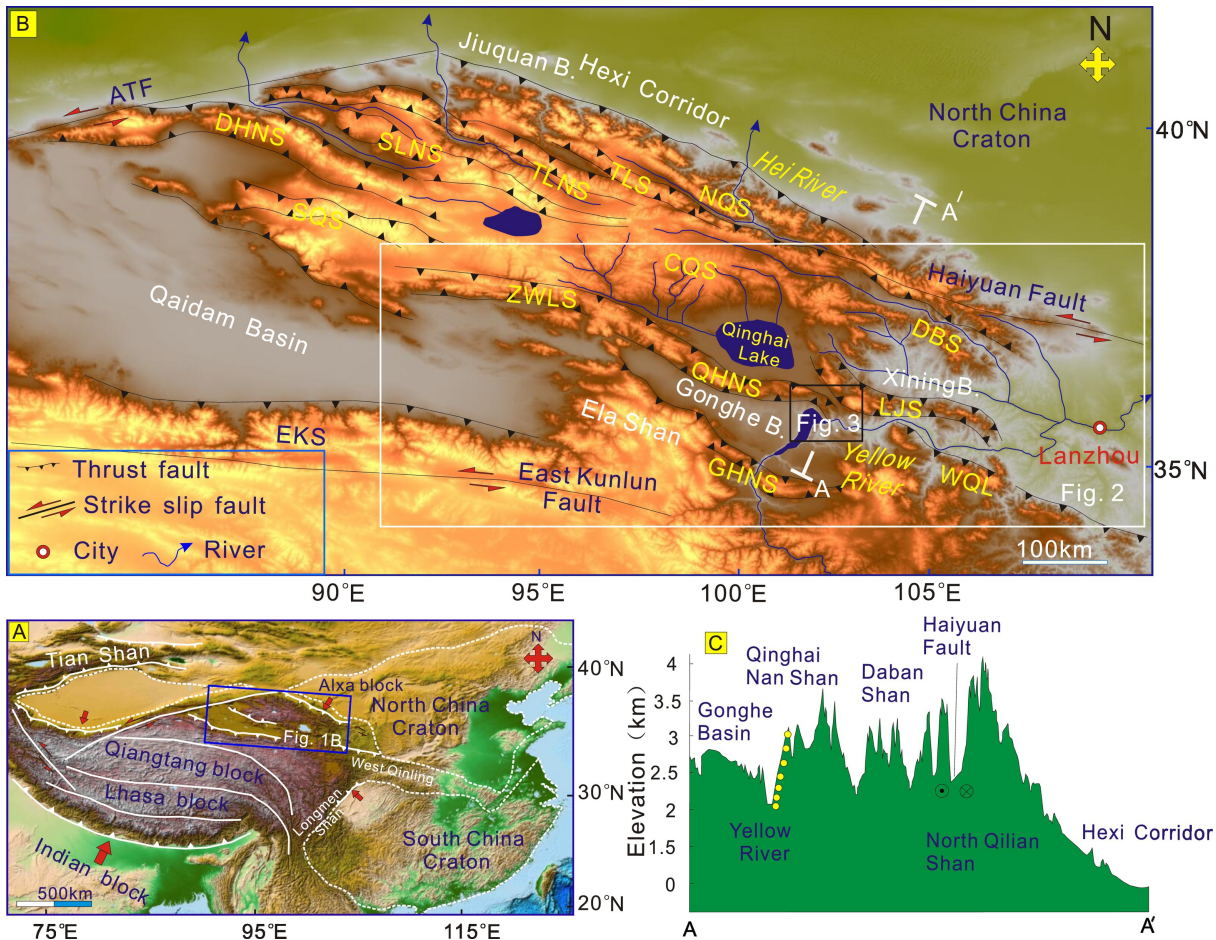 B
N
Jiuquan B.
Hexi Corridor
ATF
North China
Craton
40°N
DHNS
SLNS
TLNS
TLS
NQS
Hei River
A'
SQS
CQS
Haiyuan Fault
ZWLS
Qaidam Basin
Qinghai
Lake
DBS
QHNS
XiningB.
Gonghe B.
LJS
Ela Shan
Fig. 3
EKS
Yellow
River
Lanzhou
35°N
East Kunlun
Fault
GHNS
A
WQL
Fig. 2
Thrust fault
Strike slip fault
City
River
100km
90°E
95°E
100°E
105°E
A
N
Tian Shan
40°N
Alxa block
North China
Craton
Fig. 1B
Qiangtang block
West Qinling
Lhasa block
30°N
Longmen
Shan
South China
Craton
Indian block
500km
20°N
75°E
95°E
115°E
C
Haiyuan
Fault
Qinghai
Nan Shan
Daban
Shan
Gonghe
Basin
Elevation (km)
4
3.5
3
2.5
2
1.5
0
Yellow
River
North Qilian
Shan
Hexi Corridor
A
A'